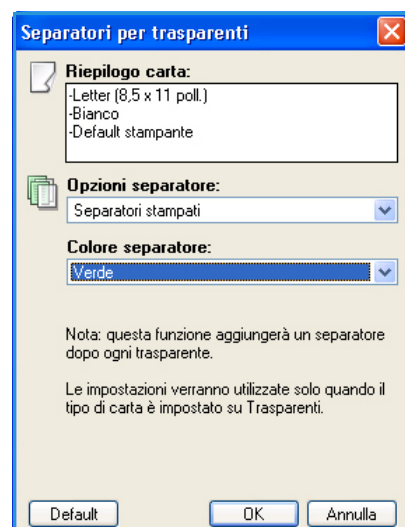 Separatori per trasparenti
Riepilogo carta:
-Letter (8,5 x 11 poll.)
-Bianco
-Default stampante
Opzioni separatore:
Separatori stampati
Colore separatore:
Verde
Nota: questa funzione aggiungerà un separatore
dopo ogni trasparente.
Le impostazioni verranno utilizzate solo quando il
tipo di carta è impostato su Trasparenti.
Default
OK
Annulla